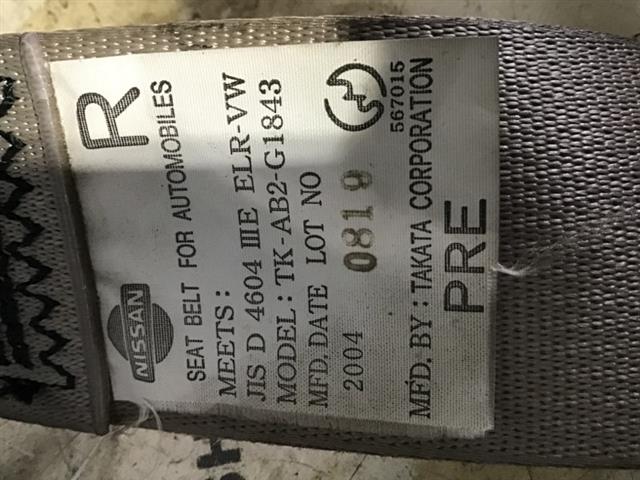 NISSAN
R
SEAT BELT FOR AUTOMOBILES
MEETS:
JIS D 4604 ⅢE ELR-VW
MODEL: TK-AB2-G1843
MFD,DATE LOT NO
2004 0819
567015
MFD. BY: TAKATA CORPORATION
PRE